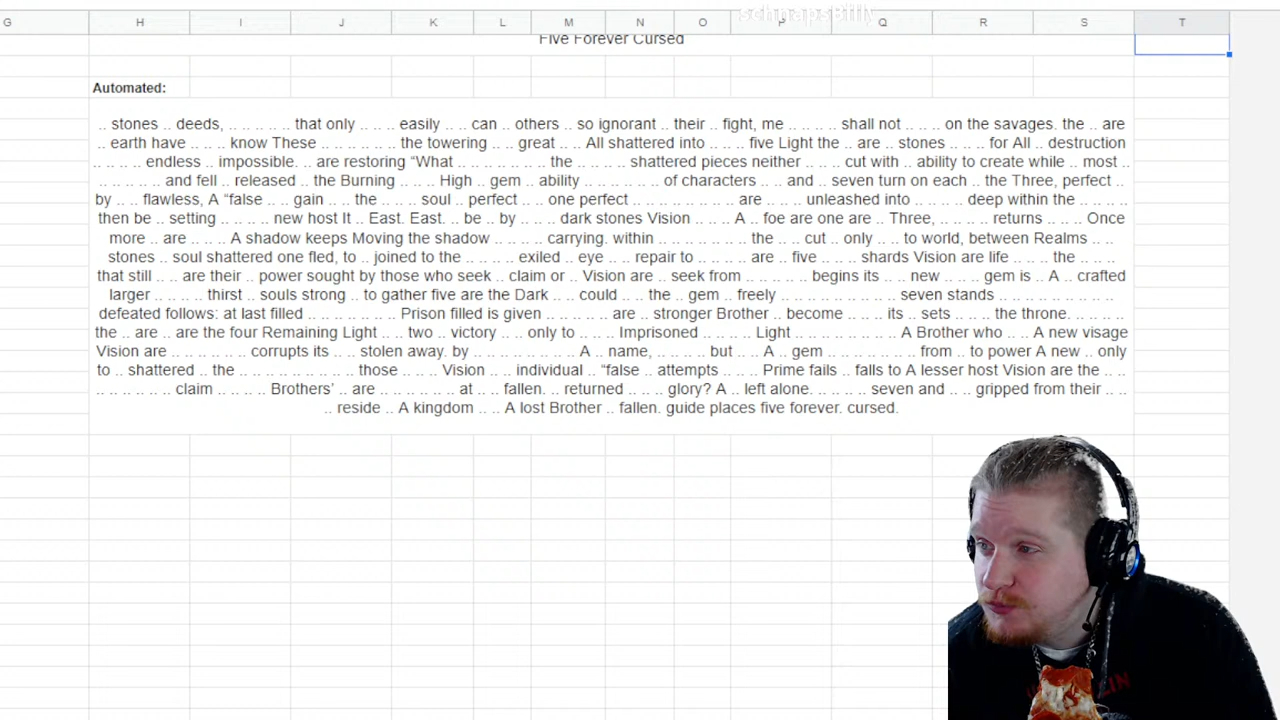 schnapsBilly
G H I J K L M N O P Q R S T
Five Forever Cursed
Automated:
.. stones .. deeds, .. .. .. .. .. that only .. .. .. easily .. .. can .. others .. so ignorant .. their .. fight, me .. .. .. .. shall not .. .. .. on the savages. the .. are
.. earth have .. .. .. know These .. .. .. .. .. the towering .. great .. .. All shattered into .. .. .. five Light the .. are .. stones .. .. .. for All .. destruction
.. .. .. .. endless .. impossible. .. are restoring “What .. .. .. .. .. .. .. the .. .. .. .. shattered pieces neither .. .. cut with .. ability to create while .. most ..
.. .. .. .. .. and fell .. released .. the Burning .. .. .. High .. gem .. ability .. .. .. .. .. .. of characters .. .. and .. seven turn on each .. the Three, perfect ..
by .. .. flawless, A “false .. .. gain .. .. the .. .. .. soul .. perfect .. .. one perfect .. .. .. .. .. .. .. are .. .. .. unleashed into .. .. .. .. deep within the .. .. ..
then be .. setting .. .. .. .. new host It .. East. East. .. be .. by .. .. .. dark stones Vision .. .. .. A .. foe are one are .. Three, .. .. .. .. returns .. .. .. Once
more .. are .. .. .. A shadow keeps Moving the shadow .. .. .. .. carrying. within .. .. .. .. .. .. .. the .. .. cut .. only .. .. to world, between Realms .. ..
stones .. soul shattered one fled, to .. joined to the .. .. .. .. exiled .. eye .. .. repair to .. .. .. .. are .. five .. .. .. shards Vision are life .. .. the .. ..
that still .. .. are their .. power sought by those who seek .. claim or .. Vision are .. seek from .. .. .. .. .. begins its .. .. new .. .. gem is .. A .. crafted
larger .. .. .. .. thirst .. souls strong .. to gather five are the Dark .. .. could .. .. the .. gem .. freely .. .. .. .. .. .. .. .. seven stands .. .. .. .. .. .. .. ..
defeated follows: at last filled .. .. .. .. .. .. .. Prison filled is given .. .. .. .. .. are .. stronger Brother .. become .. .. its .. sets .. .. the throne. .. .. ..
the .. are .. are the four Remaining Light .. .. two .. victory .. .. only to .. .. Imprisoned .. .. Light .. .. .. .. .. .. .. .. A Brother who .. .. A new visage
Vision are .. .. .. .. .. .. corrupts its .. .. stolen away. by .. .. .. .. .. .. .. A .. name, .. .. .. .. but .. .. A .. gem .. .. .. .. .. .. from .. to power A new .. only
to .. shattered .. the .. .. .. .. .. .. .. those .. .. Vision .. .. individual .. “false .. attempts .. .. Prime fails .. falls to A lesser host Vision are the .. ..
.. .. .. .. .. claim .. .. .. Brothers’ .. are .. .. .. .. .. at .. fallen. .. returned .. .. glory? A .. left alone. .. .. .. seven and .. .. gripped from their .. ..
.. reside .. A kingdom .. .. A lost Brother .. fallen. guide places five forever. cursed.